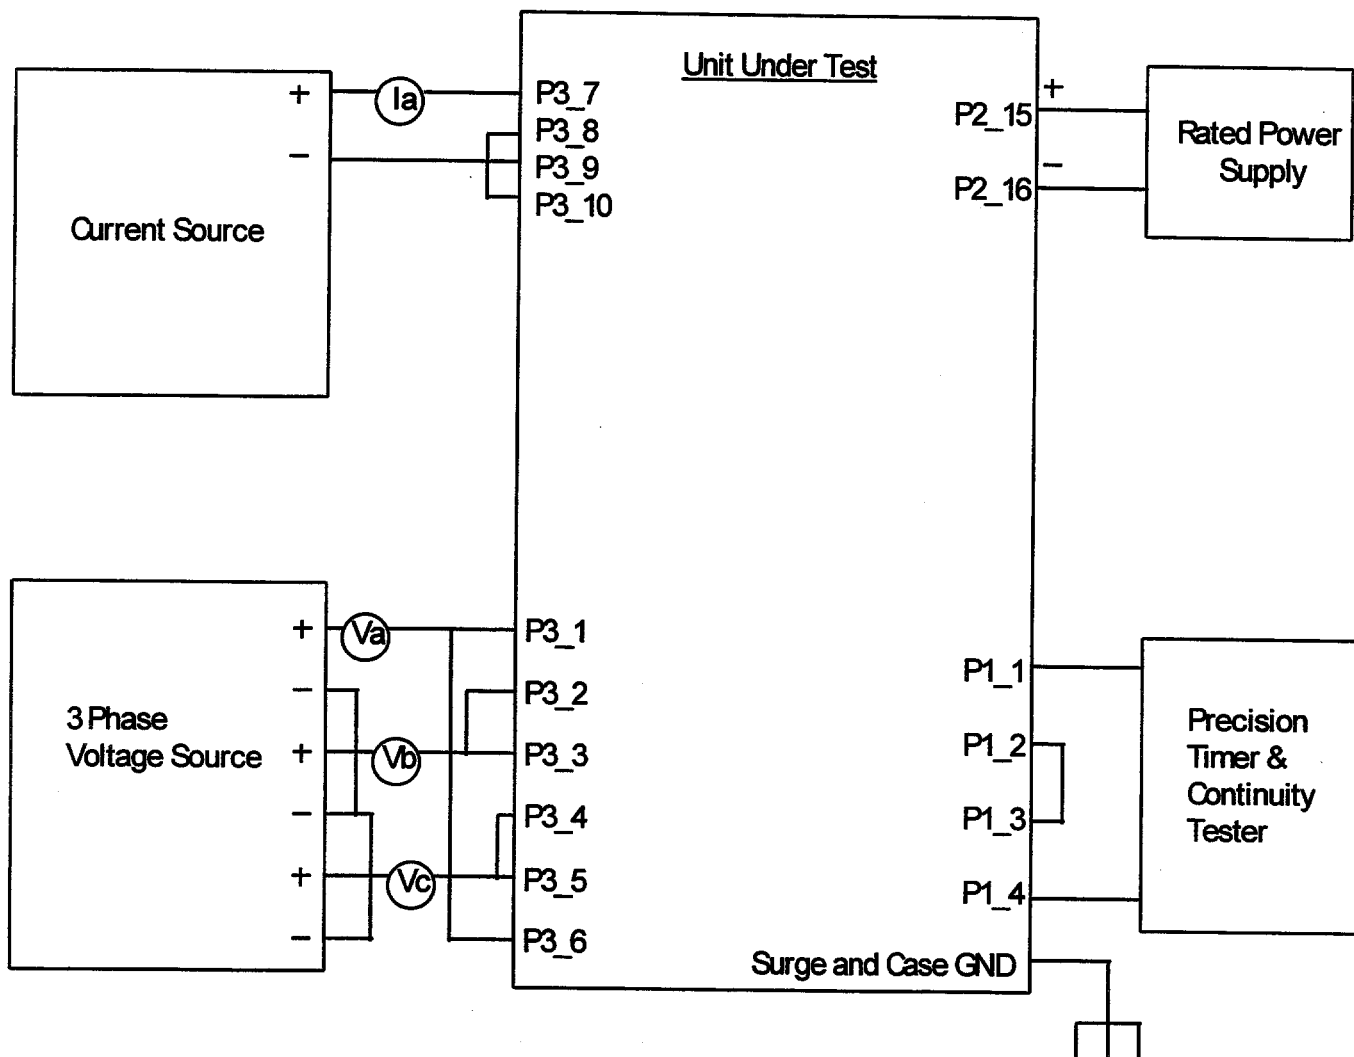 Unit Under Test
+
Ia
P3_7
P3_8
−
P3_9
P3_10
Current Source
+
P2_15
−
P2_16
Rated Power
Supply
3 Phase
Voltage Source
+
Va
−
+
Vb
−
+
Vc
−
P3_1
P3_2
P3_3
P3_4
P3_5
P3_6
P1_1
P1_2
P1_3
P1_4
Surge and Case GND
Precision
Timer &
Continuity
Tester